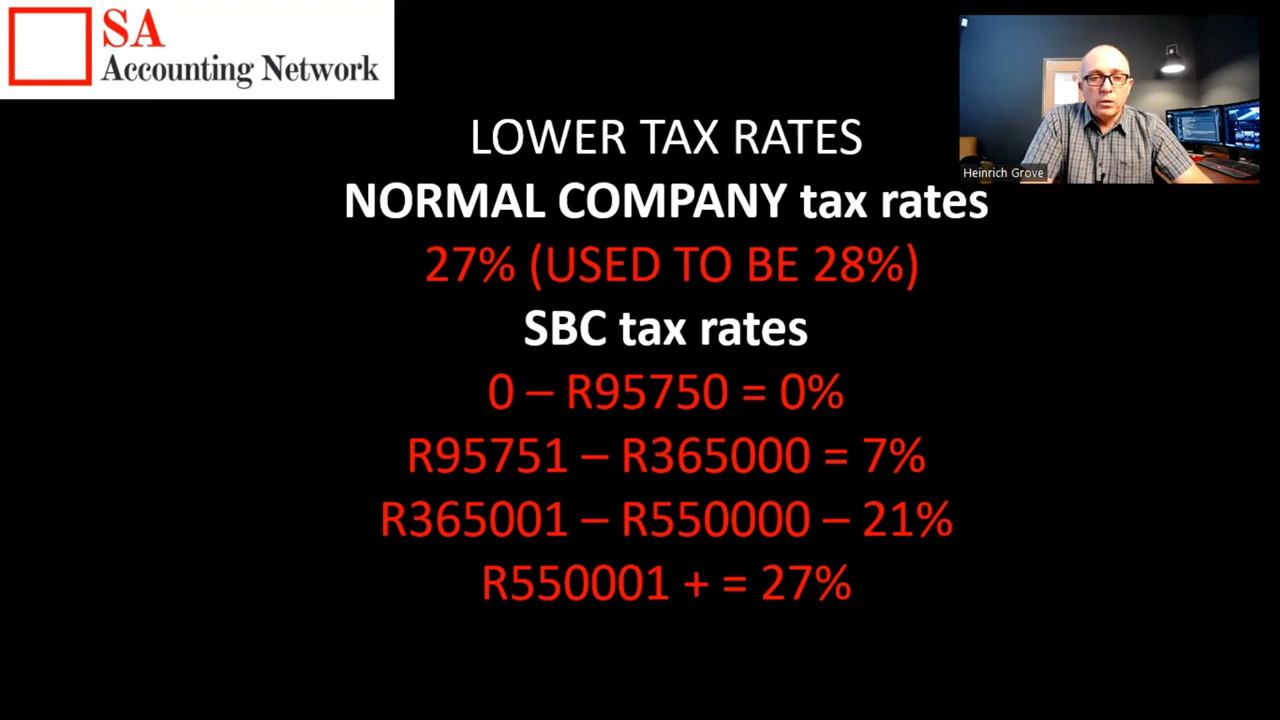 SA
Accounting Network
Heinrich Grove
LOWER TAX RATES
NORMAL COMPANY tax rates
27% (USED TO BE 28%)
SBC tax rates
0 – R95750 = 0%
R95751 – R365000 = 7%
R365001 – R550000 – 21%
R550001 + = 27%